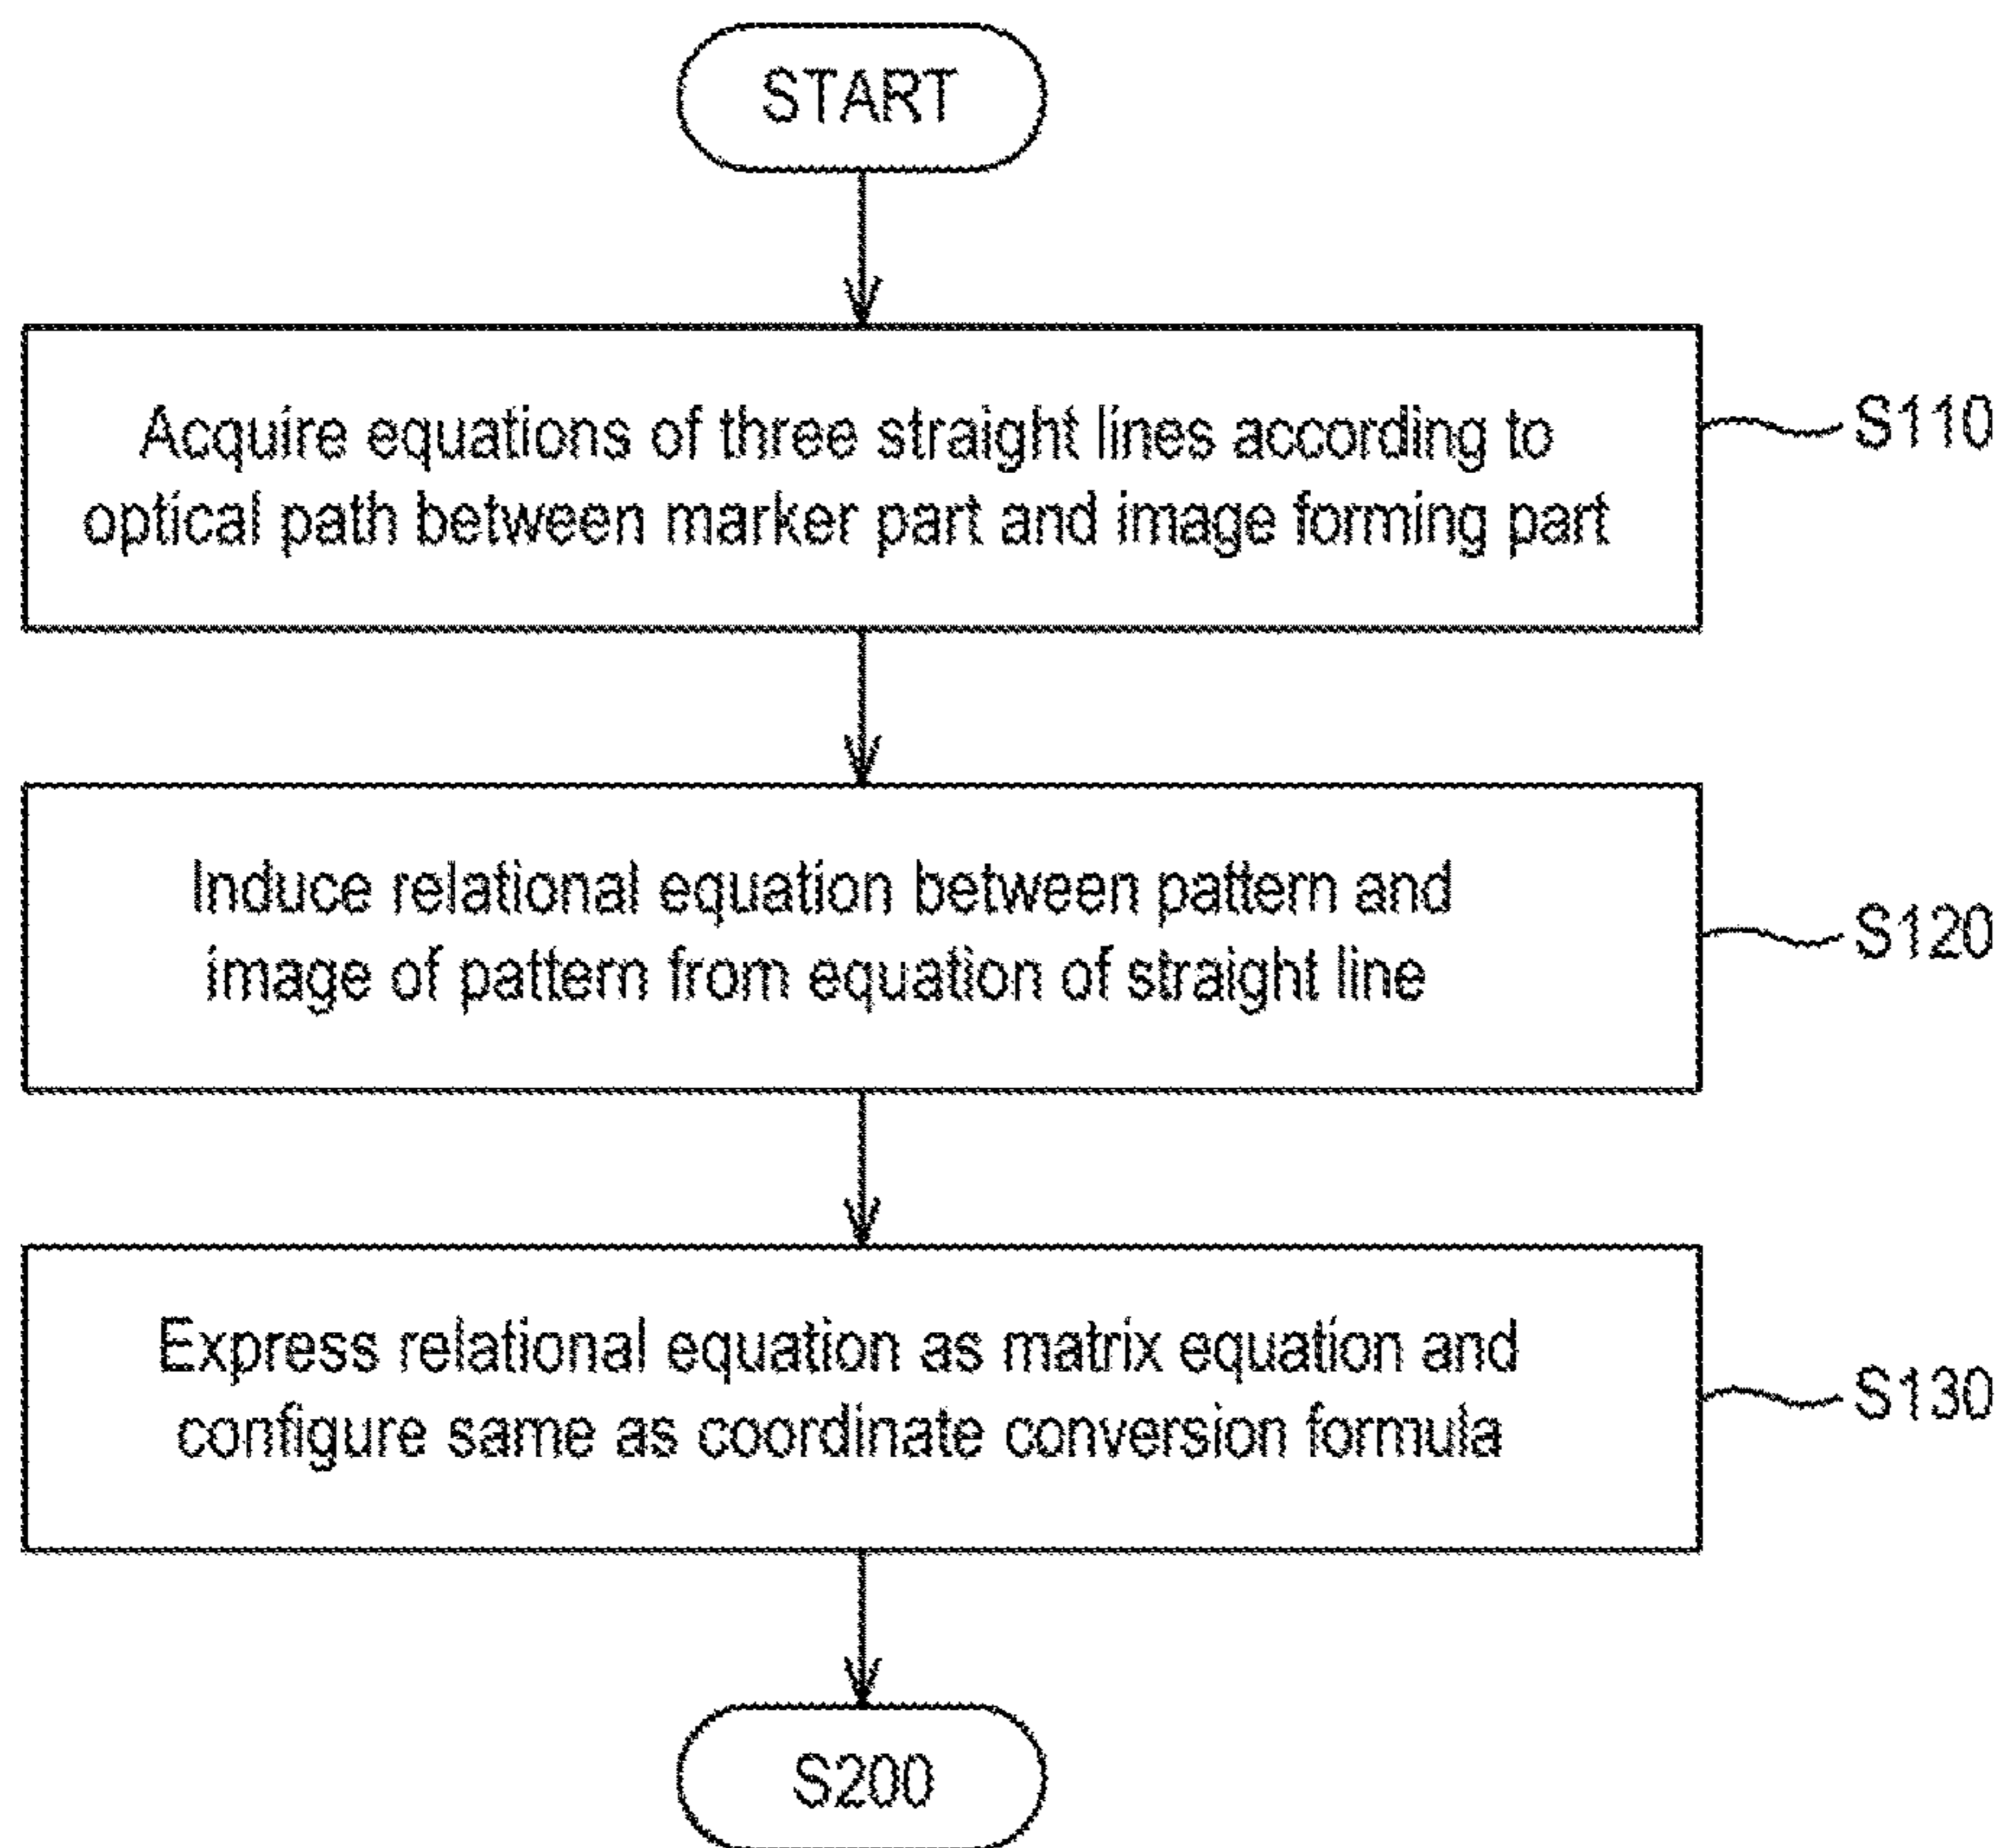 START
Acquire equations of three straight lines according to
optical path between marker part and image forming part
S110
Induce relational equation between pattern and
image of pattern from equation of straight line
S120
Express relational equation as matrix equation and
configure same as coordinate conversion formula
S130
S200